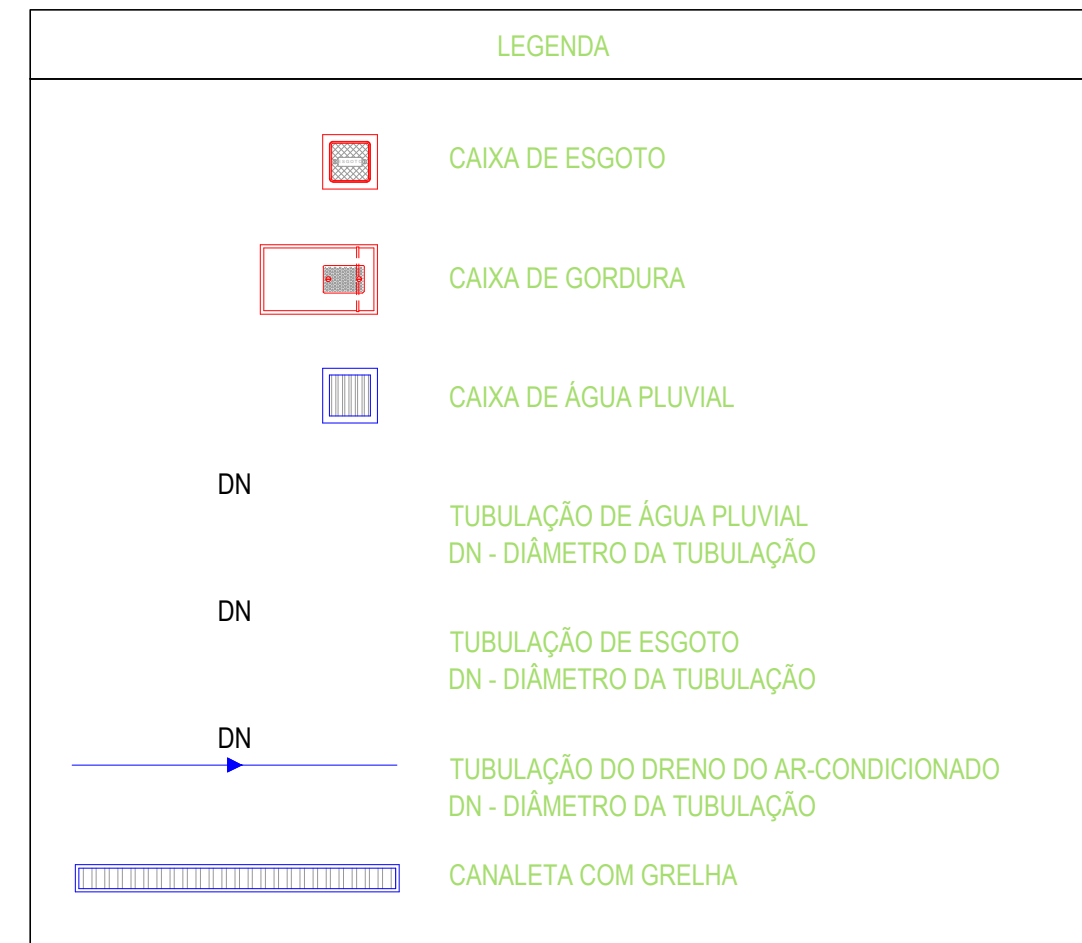 LEGENDA
CAIXA DE ESGOTO
CAIXA DE GORDURA
CAIXA DE ÁGUA PLUVIAL
DN
TUBULAÇÃO DE ÁGUA PLUVIAL
DN - DIÂMETRO DA TUBULAÇÃO
DN
TUBULAÇÃO DE ESGOTO
DN - DIÂMETRO DA TUBULAÇÃO
DN
TUBULAÇÃO DO DRENO DO AR-CONDICIONADO
DN - DIÂMETRO DA TUBULAÇÃO
CANALETA COM GRELHA